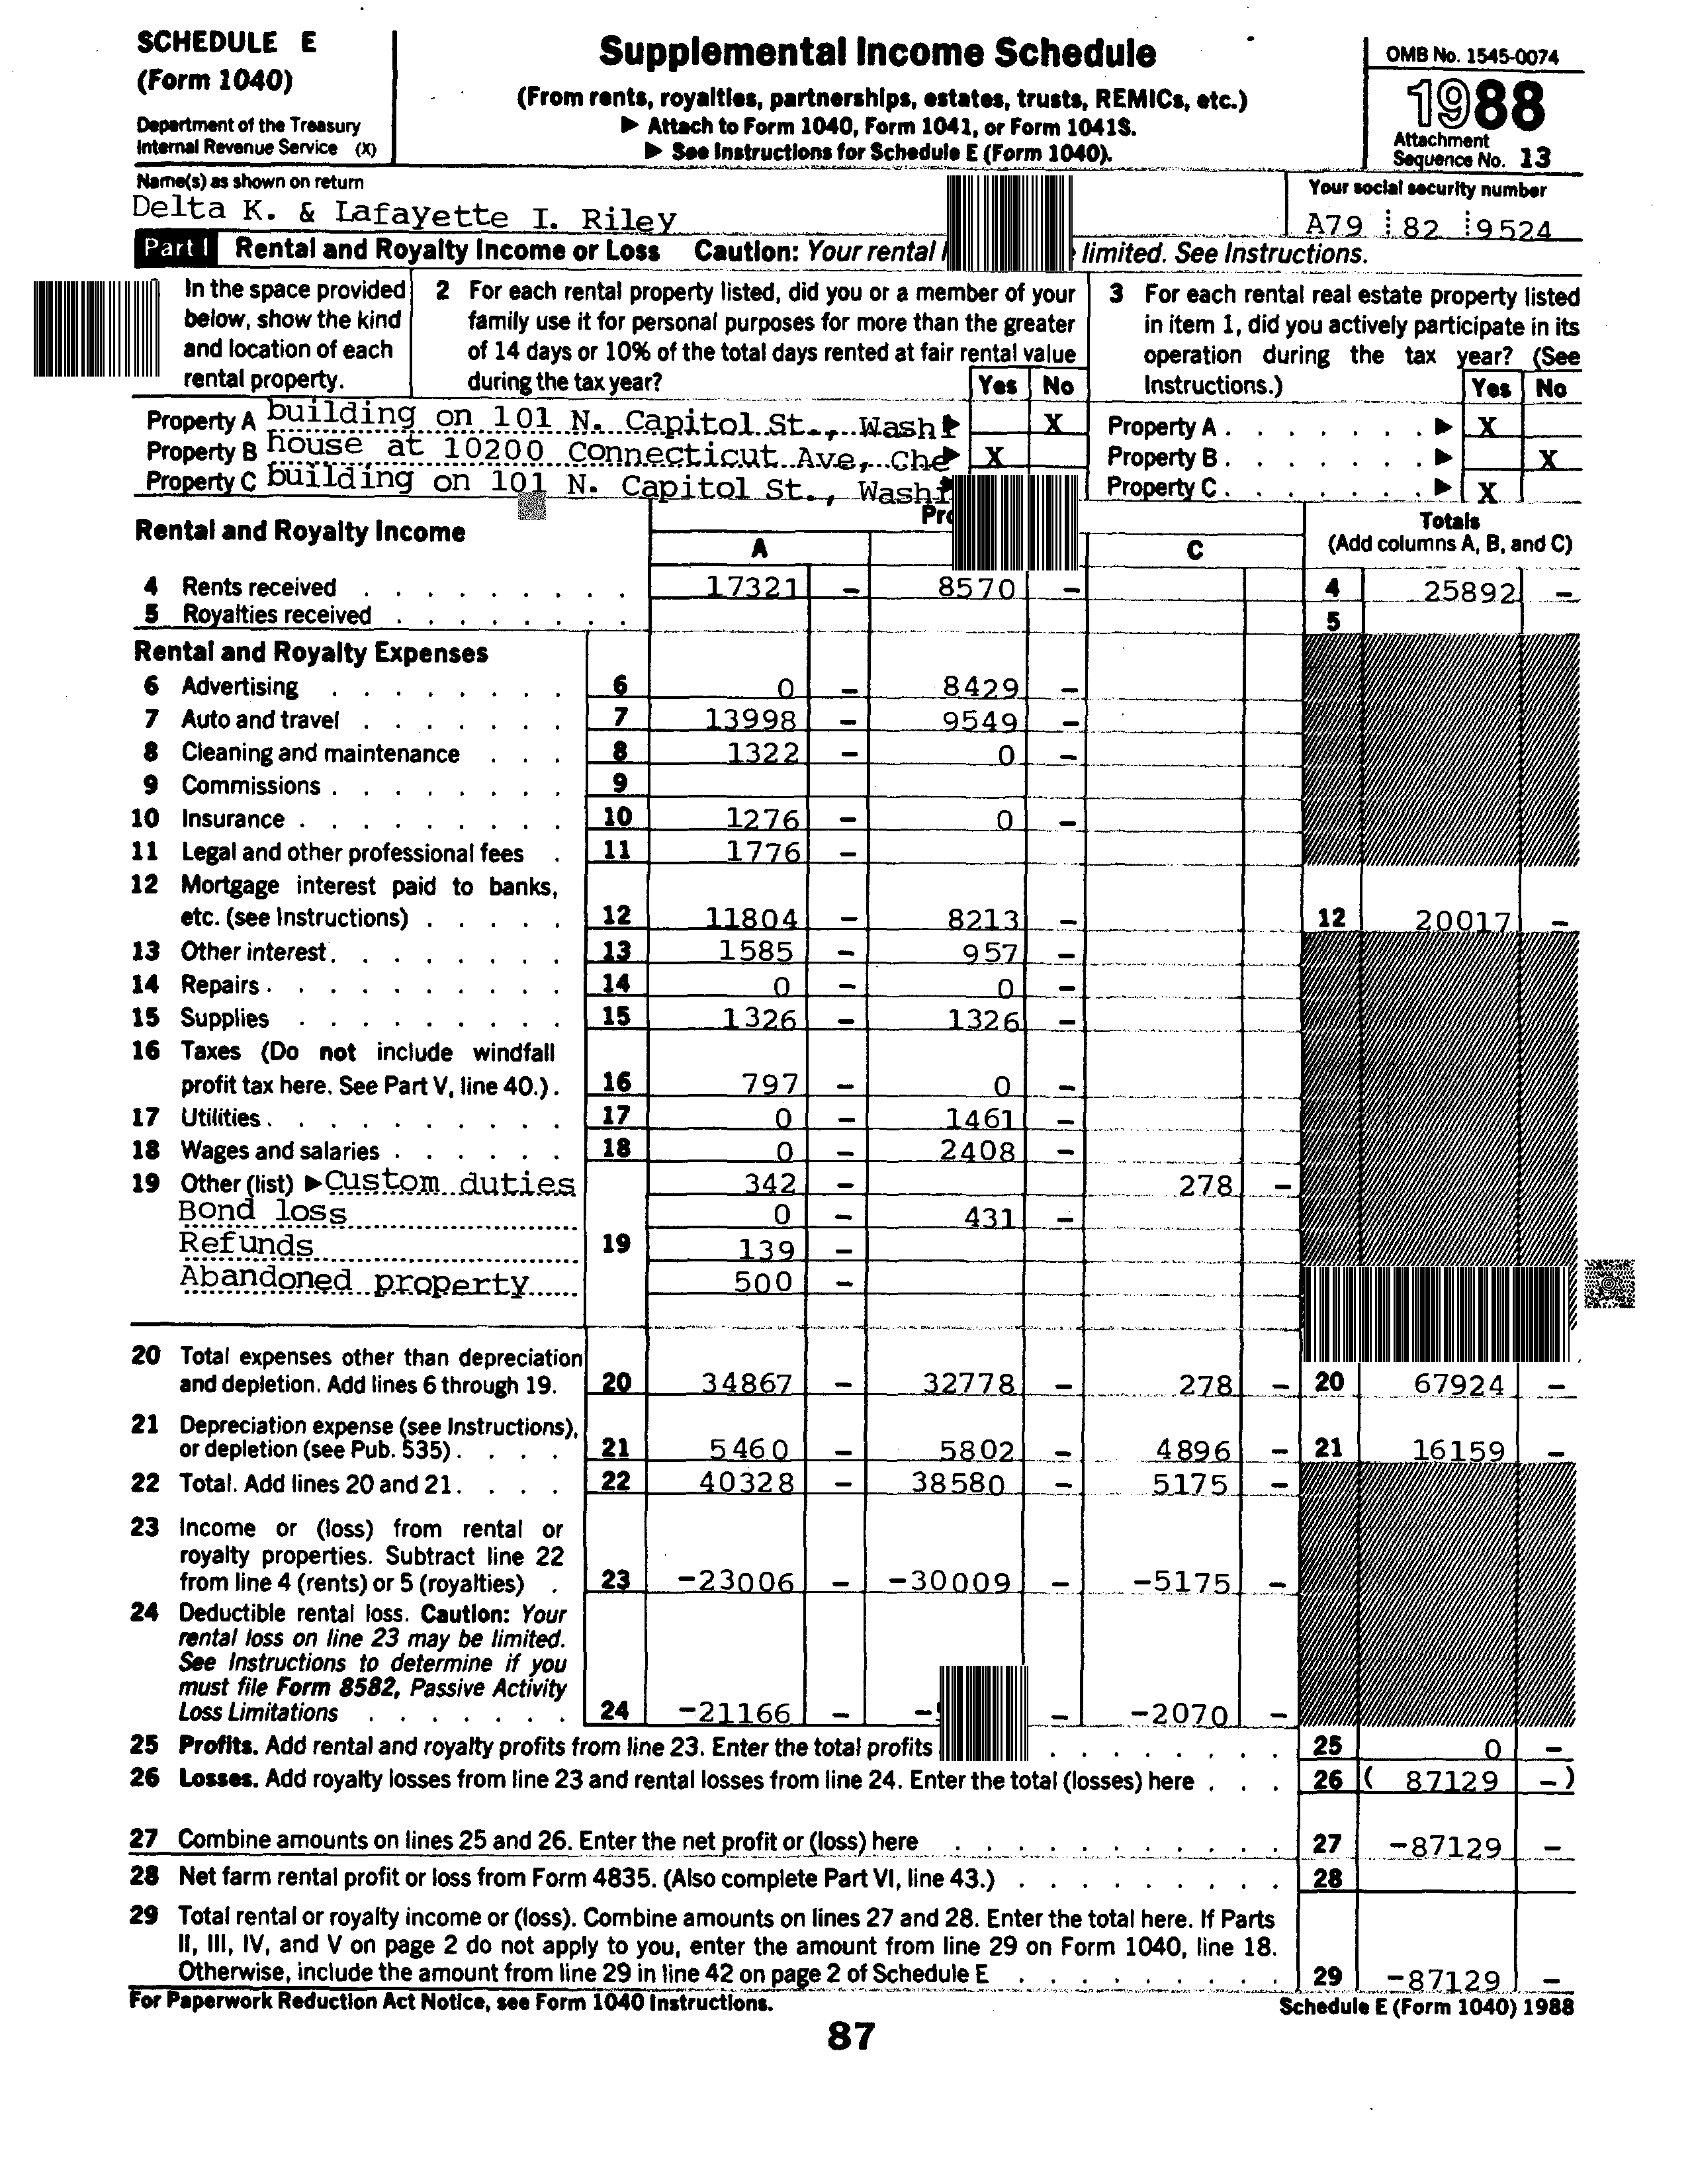 SCHEDULE E
(Form 1040)
Department of the Treasury
Internal Revenue Service (X)
Supplemental Income Schedule
(From rents, royalties, partnerships, estates, trusts, REMICs, etc.)
▶ Attach to Form 1040, Form 1041, or Form 1041S.
▶ See Instructions for Schedule E (Form 1040).
OMB No. 1545-0074
1988
Attachment
Sequence No. 13
Name(s) as shown on return
Delta K. & Lafayette I. Riley
Your social security number
A79 82 9524
Part I Rental and Royalty Income or Loss Caution: Your rental limited. See Instructions.
In the space provided
below, show the kind
and location of each
rental property.
2 For each rental property listed, did you or a member of your
family use it for personal purposes for more than the greater
of 14 days or 10% of the total days rented at fair rental value
during the tax year? Yes No
3 For each rental real estate property listed
in item 1, did you actively participate in its
operation during the tax year? (See
Instructions.) Yes No
Property A building on 101 N. Capitol St., Wash ▶ X Property A . . . . . . . ▶ X
Property B house at 10200 Connecticut Ave, Che ▶ X Property B . . . . . . . ▶ X
Property C building on 101 N. Capitol St., Washi Property C . . . . . . . ▶ X
Rental and Royalty Income
A C
Totals
(Add columns A, B, and C)
4 Rents received . . . . . . . . . 17321 – 8570 – 4 25892 –
5 Royalties received . . . . . . . . 5
Rental and Royalty Expenses
6 Advertising . . . . . . . . 6 0 – 8429 –
7 Auto and travel . . . . . . . 7 13998 – 9549 –
8 Cleaning and maintenance . . . 8 1322 – 0 –
9 Commissions . . . . . . . . 9
10 Insurance . . . . . . . . . 10 1276 – 0 –
11 Legal and other professional fees . 11 1776 –
12 Mortgage interest paid to banks,
etc. (see Instructions) . . . . . 12 11804 – 8213 – 12 20017 –
13 Other interest . . . . . . . . 13 1585 – 957 –
14 Repairs . . . . . . . . . . 14 0 – 0 –
15 Supplies . . . . . . . . . 15 1326 – 1326 –
16 Taxes (Do not include windfall
profit tax here. See Part V, line 40.) . 16 797 – 0 –
17 Utilities . . . . . . . . . . 17 0 – 1461 –
18 Wages and salaries . . . . . . 18 0 – 2408 –
19 Other (list) ▶ Custom duties 342 – 278 –
Bond loss 0 – 431 –
Refunds 19 139 –
Abandoned property 500 –
20 Total expenses other than depreciation
and depletion. Add lines 6 through 19. 20 34867 – 32778 – 278 – 20 67924 –
21 Depreciation expense (see Instructions),
or depletion (see Pub. 535) . . . . 21 5460 – 5802 – 4896 – 21 16159 –
22 Total. Add lines 20 and 21 . . . . 22 40328 – 38580 – 5175 –
23 Income or (loss) from rental or
royalty properties. Subtract line 22
from line 4 (rents) or 5 (royalties) . 23 -23006 – -30009 – -5175 –
24 Deductible rental loss. Caution: Your
rental loss on line 23 may be limited.
See Instructions to determine if you
must file Form 8582, Passive Activity
Loss Limitations . . . . . . . 24 -21166 – – -2070 –
25 Profits. Add rental and royalty profits from line 23. Enter the total profits . . . . . . . . 25 0 –
26 Losses. Add royalty losses from line 23 and rental losses from line 24. Enter the total (losses) here . . . 26 ( 87129 – )
27 Combine amounts on lines 25 and 26. Enter the net profit or (loss) here . . . . . . . . . . . 27 -87129 –
28 Net farm rental profit or loss from Form 4835. (Also complete Part VI, line 43.) . . . . . . . . . 28
29 Total rental or royalty income or (loss). Combine amounts on lines 27 and 28. Enter the total here. If Parts
II, III, IV, and V on page 2 do not apply to you, enter the amount from line 29 on Form 1040, line 18.
Otherwise, include the amount from line 29 in line 42 on page 2 of Schedule E . . . . . . . . . 29 -87129 –
For Paperwork Reduction Act Notice, see Form 1040 Instructions.
Schedule E (Form 1040) 1988
87